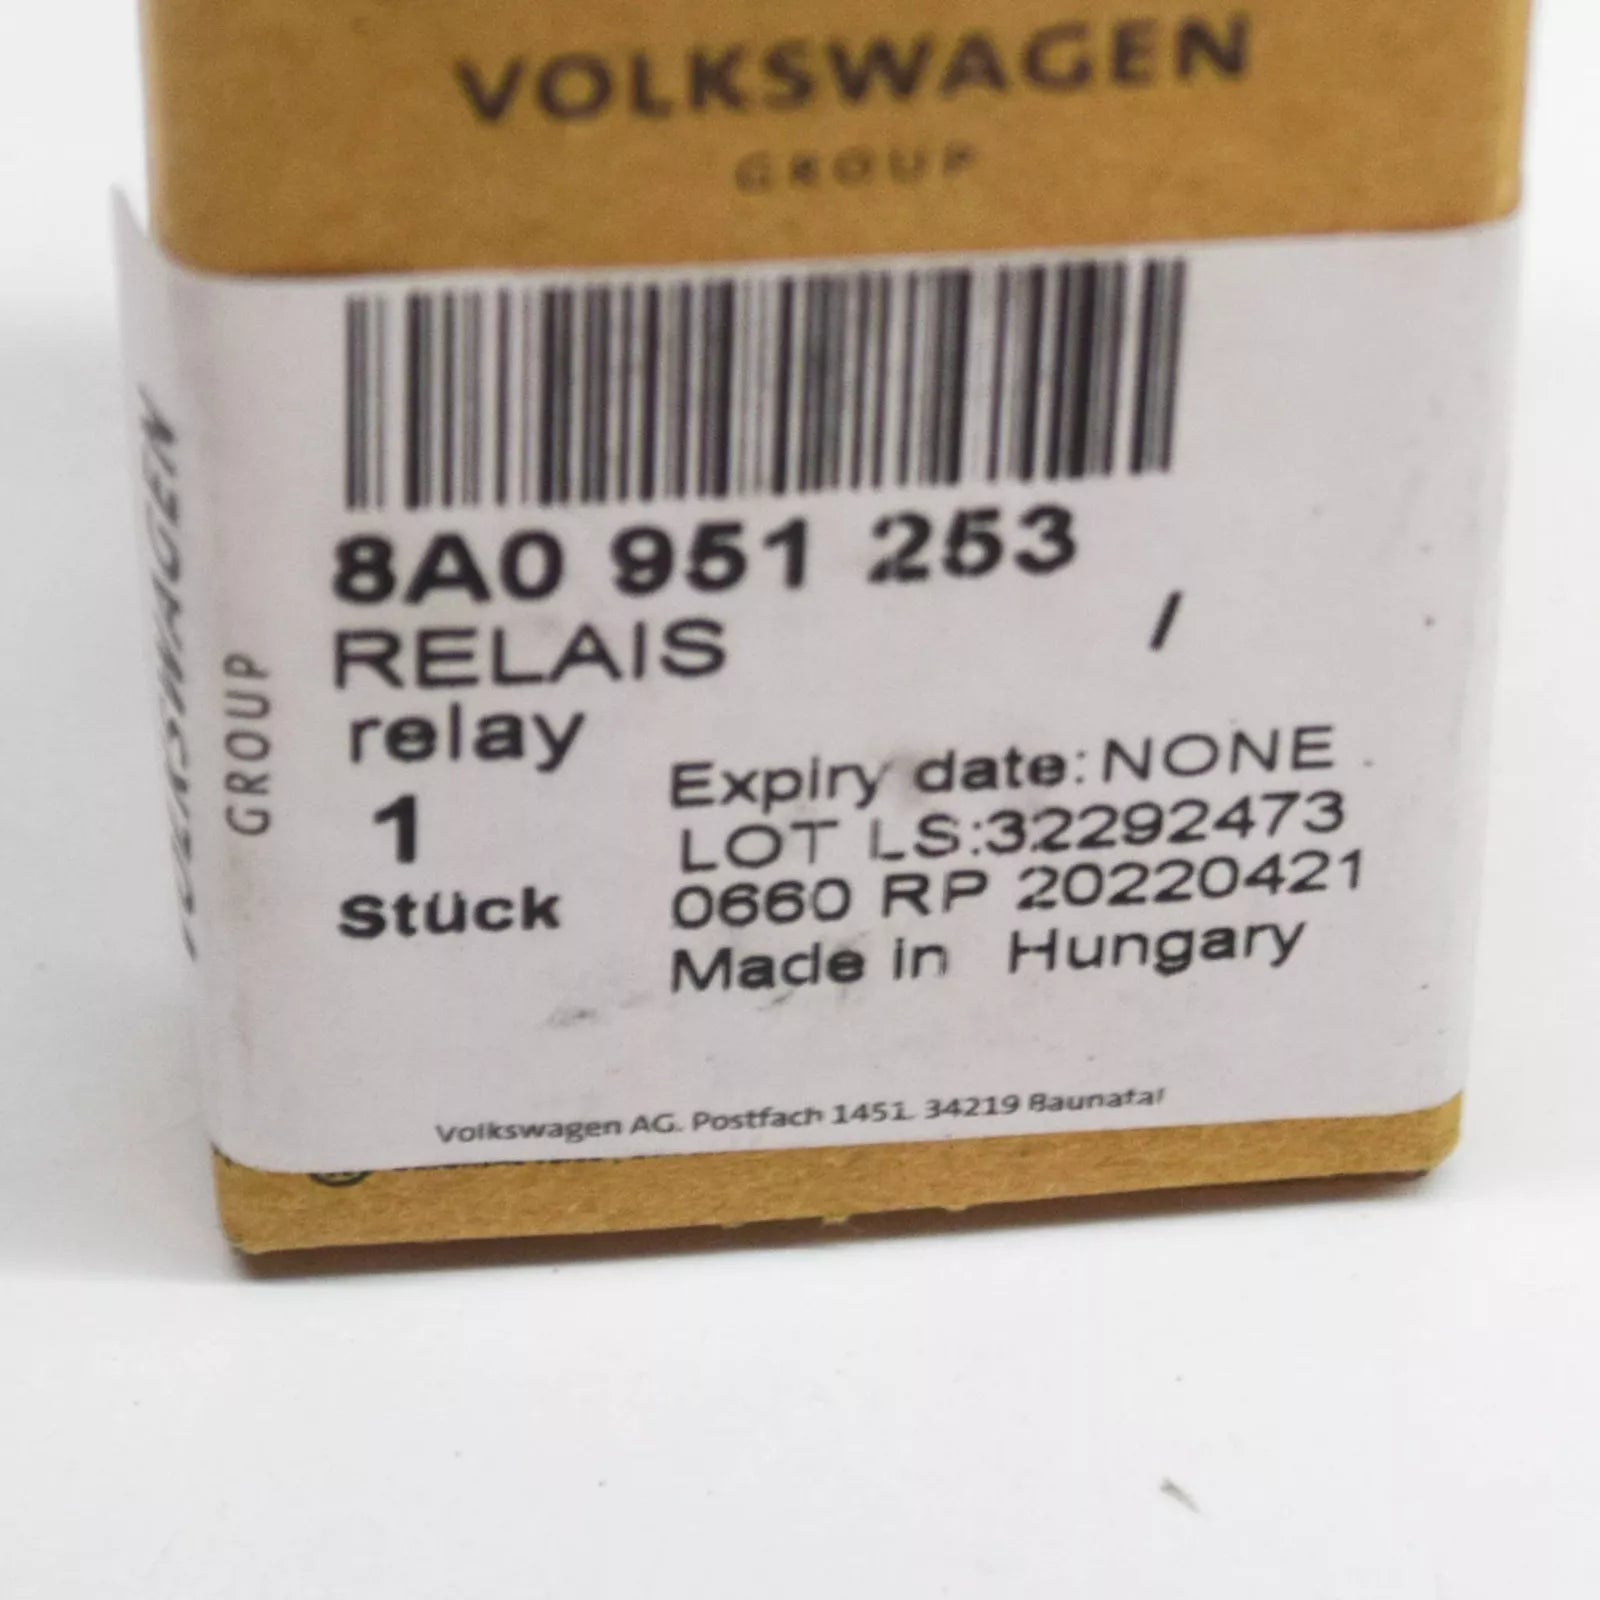 VOLKSWAGEN
GROUP
VOLKSWAGEN
GROUP
8A0 951 253
RELAIS /
relay
1
Stück
Expiry date:NONE .
LOT LS:32292473
0660 RP 20220421
Made in Hungary
Volkswagen AG. Postfach 1451. 34219 Baunatal